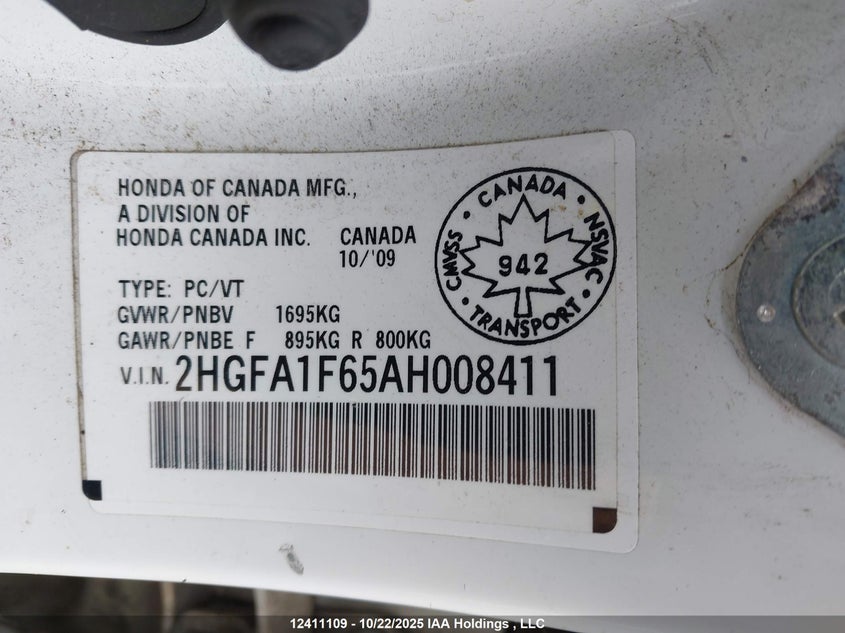 HONDA OF CANADA MFG.,
A DIVISION OF
HONDA CANADA INC. CANADA
10/'09
TYPE: PC/VT
GVWR/PNBV 1695KG
GAWR/PNBE F 895KG R 800KG
V.I.N. 2HGFA1F65AH008411
CANADA · NSVAC · TRANSPORT · CMVSS ·
942
12411109 - 10/22/2025 IAA Holdings , LLC